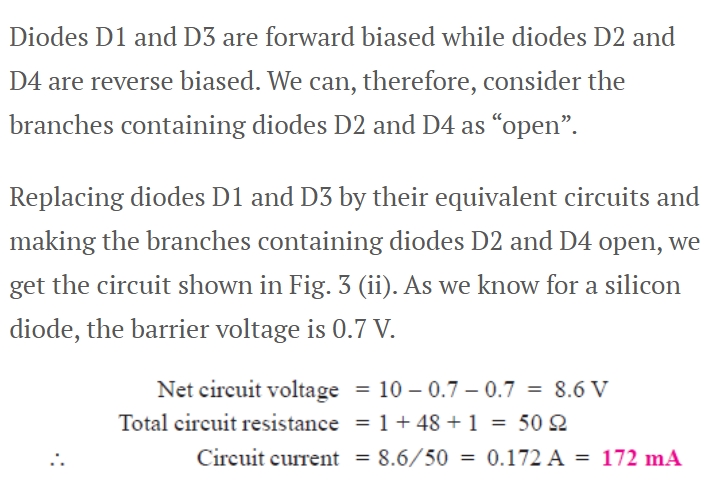 Diodes D1 and D3 are forward biased while diodes D2 and
D4 are reverse biased. We can, therefore, consider the
branches containing diodes D2 and D4 as “open”.
Replacing diodes D1 and D3 by their equivalent circuits and
making the branches containing diodes D2 and D4 open, we
get the circuit shown in Fig. 3 (ii). As we know for a silicon
diode, the barrier voltage is 0.7 V.
Net circuit voltage = 10 – 0.7 – 0.7 = 8.6 V
Total circuit resistance = 1 + 48 + 1 = 50 Ω
∴ Circuit current = 8.6/50 = 0.172 A = 172 mA